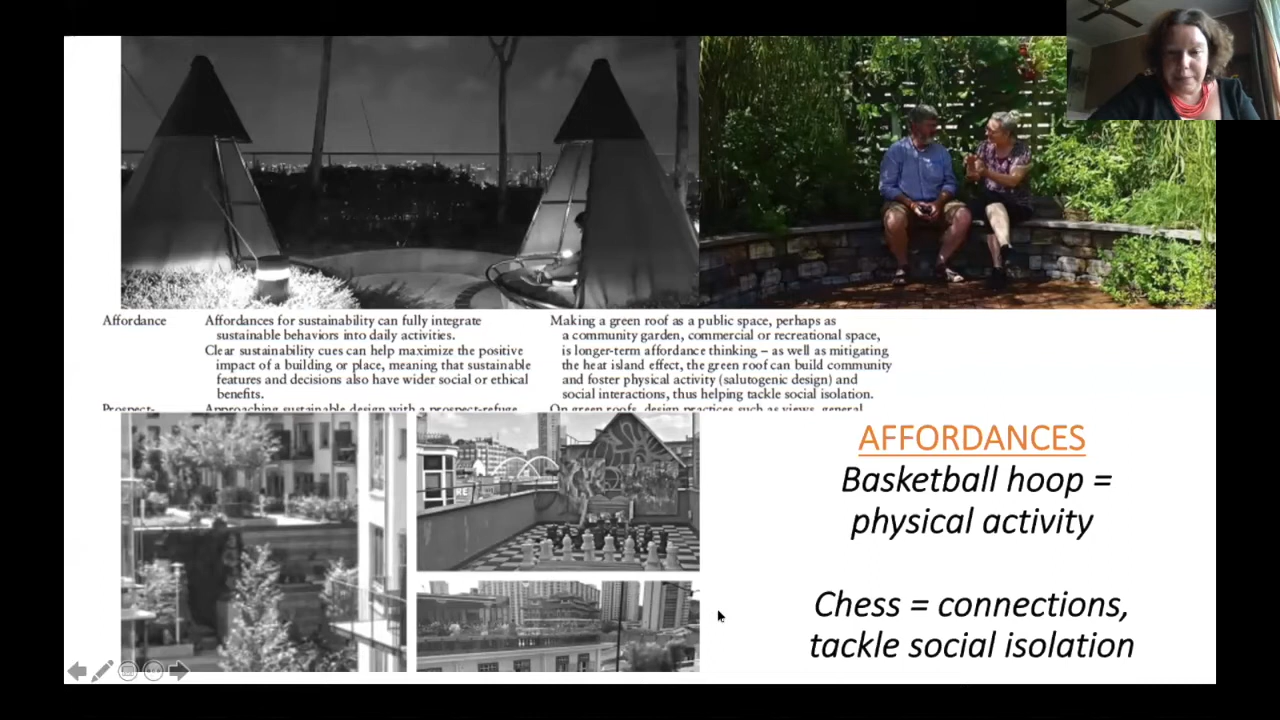 Affordance
Affordances for sustainability can fully integrate
sustainable behaviors into daily activities.
Clear sustainability cues can help maximize the positive
impact of a building or place, meaning that sustainable
features and decisions also have wider social or ethical
benefits.
Making a green roof as a public space, perhaps as
a community garden, commercial or recreational space,
is longer-term affordance thinking – as well as mitigating
the heat island effect, the green roof can build community
and foster physical activity (salutogenic design) and
social interactions, thus helping tackle social isolation.
Prospect-
Approaching sustainable design with a prospect-refuge
On green roofs, design practices such as views, general
RE
AFFORDANCES
Basketball hoop =
physical activity
Chess = connections,
tackle social isolation